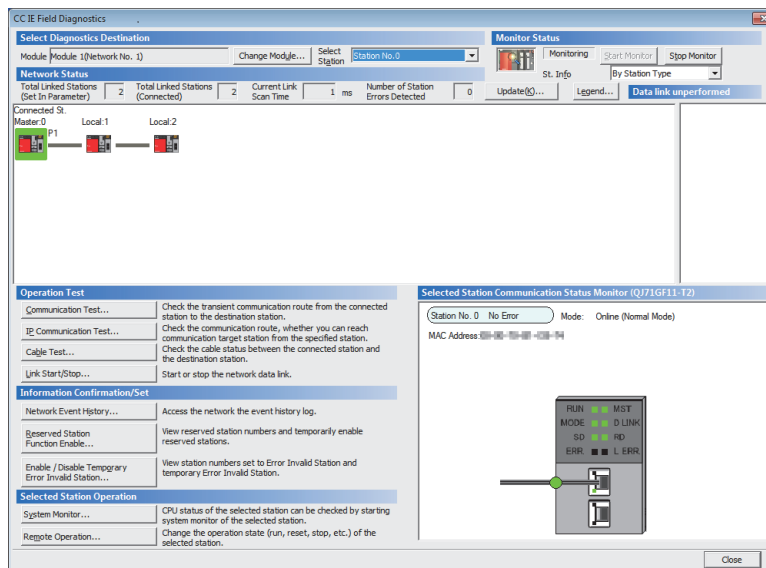 CC IE Field Diagnostics
Select Diagnostics Destination
Monitor Status
Module Module 1(Network No. 1) Change Module... Select Station Station No.0
Monitoring Start Monitor Stop Monitor
St. Info By Station Type
Network Status
Total Linked Stations (Set In Parameter) 2 Total Linked Stations (Connected) 2 Current Link Scan Time 1 ms Number of Station Errors Detected 0
Update(K)... Legend... Data link unperformed
Connected St.
Master:0 Local:1 Local:2
P1
Operation Test
Communication Test... Check the transient communication route from the connected
station to the destination station.
IP Communication Test... Check the communication route, whether you can reach
communication target station from the specified station.
Cable Test... Check the cable status between the connected station and
the destination station.
Link Start/Stop... Start or stop the network data link.
Information Confirmation/Set
Network Event History... Access the network the event history log.
Reserved Station
Function Enable... View reserved station numbers and temporarily enable
reserved stations.
Enable / Disable Temporary
Error Invalid Station... View station numbers set to Error Invalid Station and
temporary Error Invalid Station.
Selected Station Operation
System Monitor... CPU status of the selected station can be checked by starting
system monitor of the selected station.
Remote Operation... Change the operation state (run, reset, stop, etc.) of the
selected station.
Selected Station Communication Status Monitor (QJ71GF11-T2)
Station No. 0 No Error Mode: Online (Normal Mode)
MAC Address:
RUN MST
MODE D LINK
SD RD
ERR. L ERR.
Close